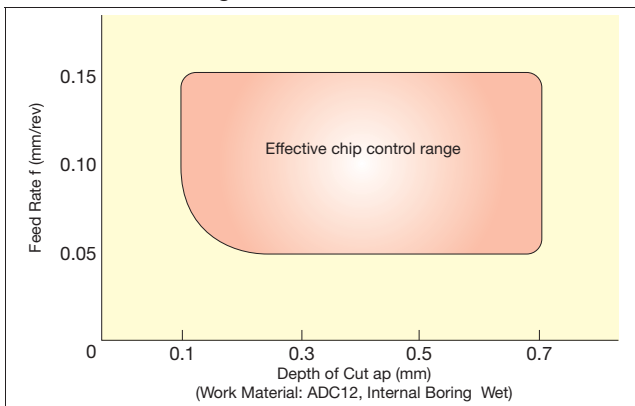 Feed Rate f (mm/rev)
0.15
0.10
0.05
0
Effective chip control range
0.1 0.3 0.5 0.7
Depth of Cut ap (mm)
(Work Material: ADC12, Internal Boring Wet)